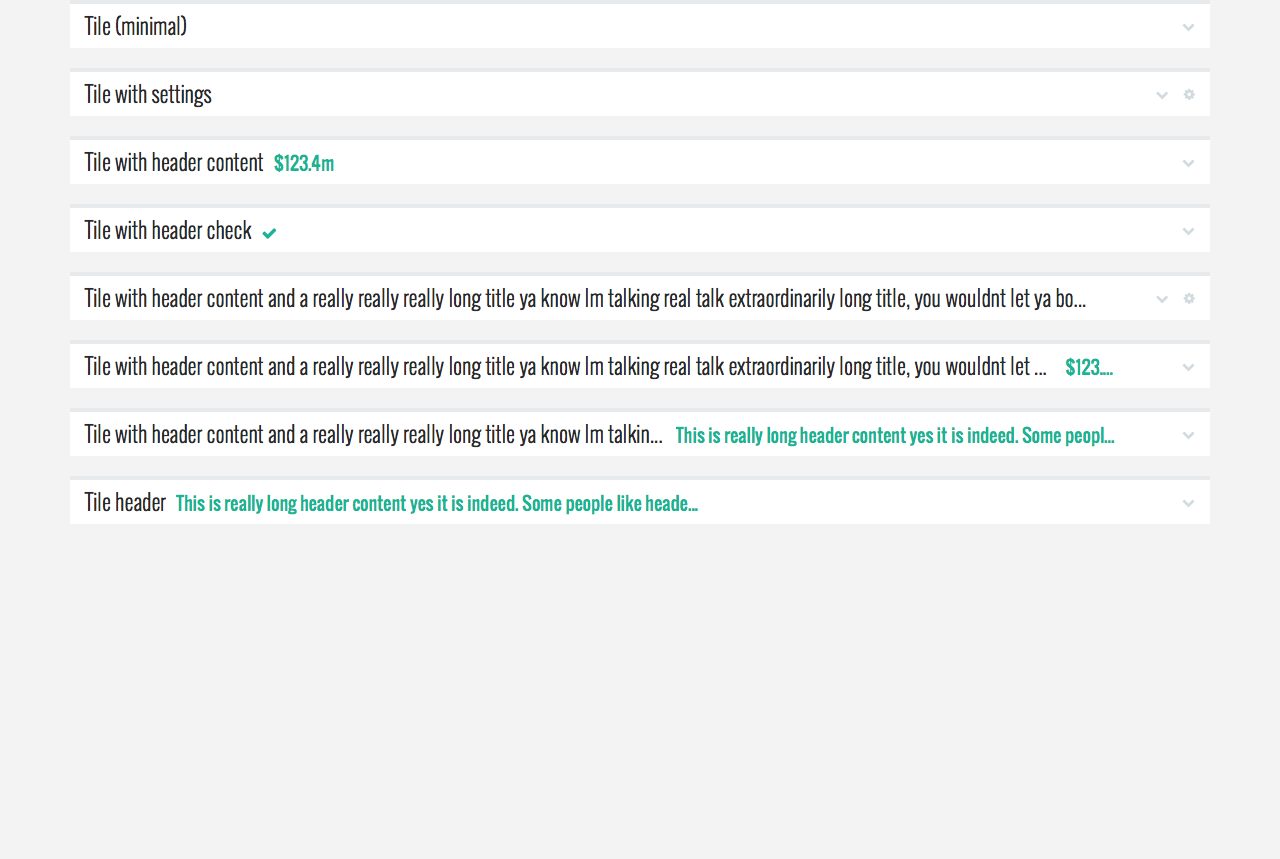 Tile (minimal)
Tile with settings
Tile with header content $123.4m
Tile with header check
Tile with header content and a really really really long title ya know Im talking real talk extraordinarily long title, you wouldnt let ya bo...
Tile with header content and a really really really long title ya know Im talking real talk extraordinarily long title, you wouldnt let ... $123....
Tile with header content and a really really really long title ya know Im talkin... This is really long header content yes it is indeed. Some peopl...
Tile header This is really long header content yes it is indeed. Some people like heade...